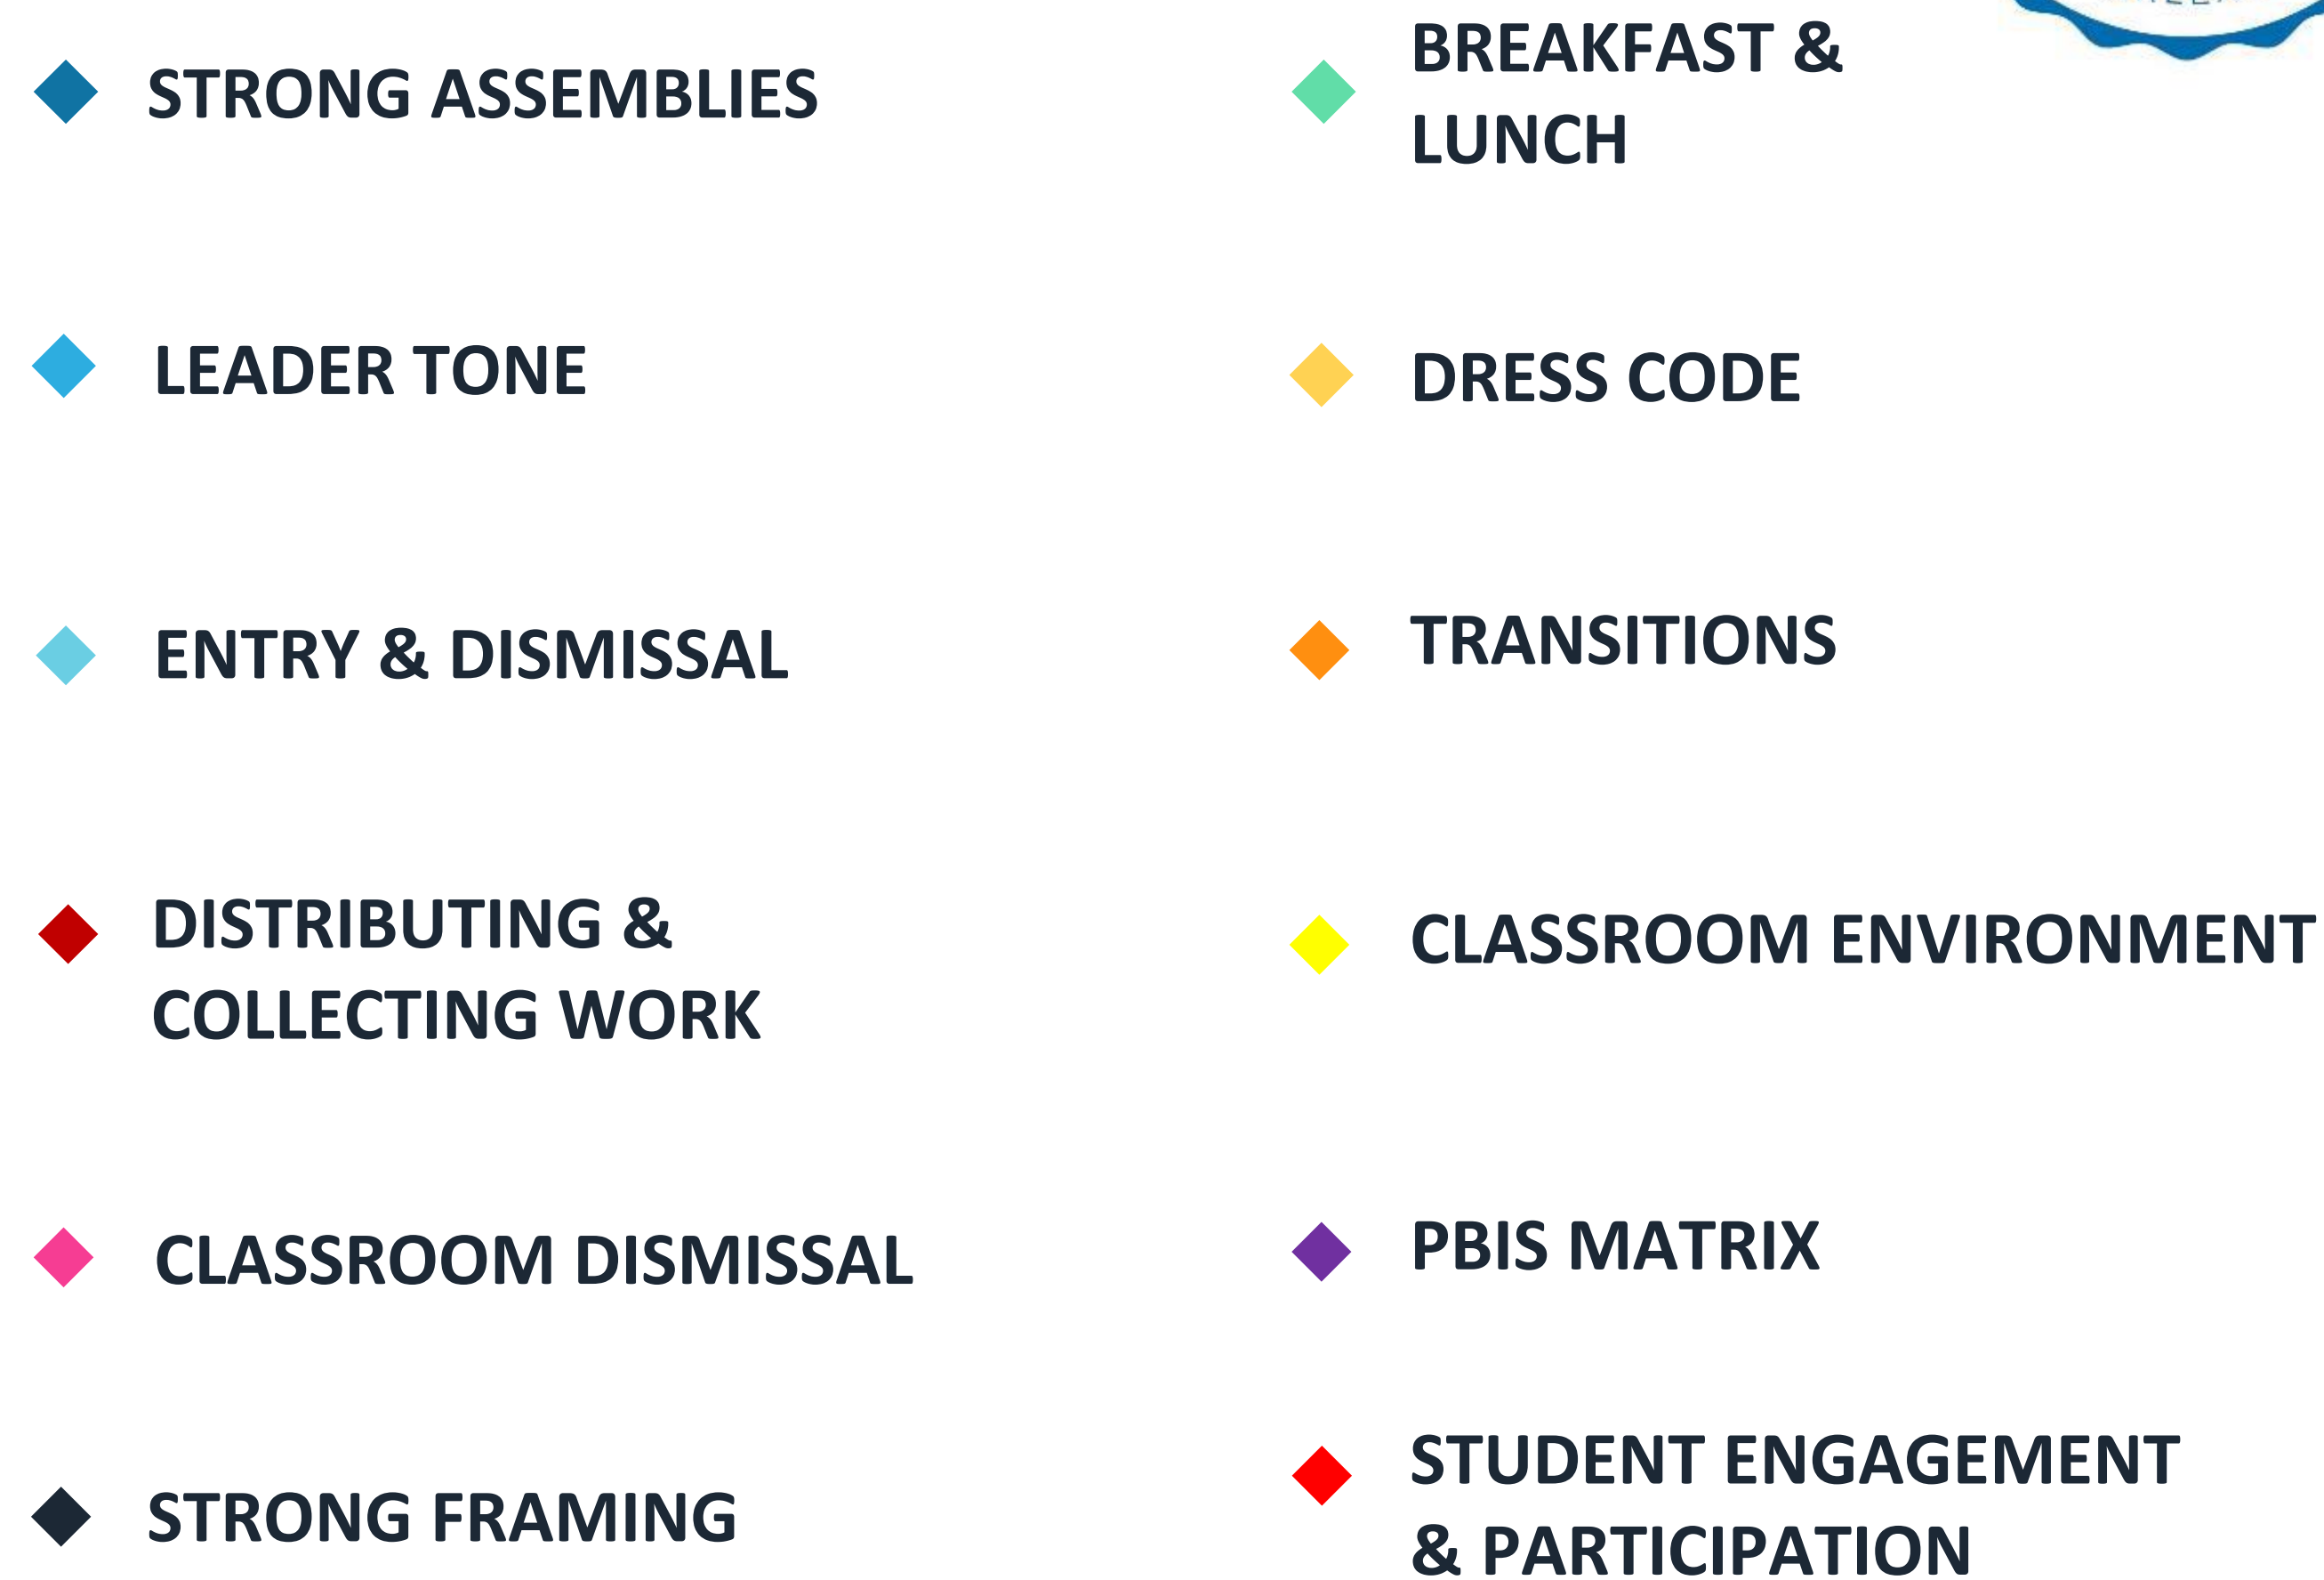 STRONG ASSEMBLIES
LEADER TONE
ENTRY & DISMISSAL
DISTRIBUTING &
COLLECTING WORK
CLASSROOM DISMISSAL
STRONG FRAMING
BREAKFAST &
LUNCH
DRESS CODE
TRANSITIONS
CLASSROOM ENVIRONMENT
PBIS MATRIX
STUDENT ENGAGEMENT
& PARTICIPATION